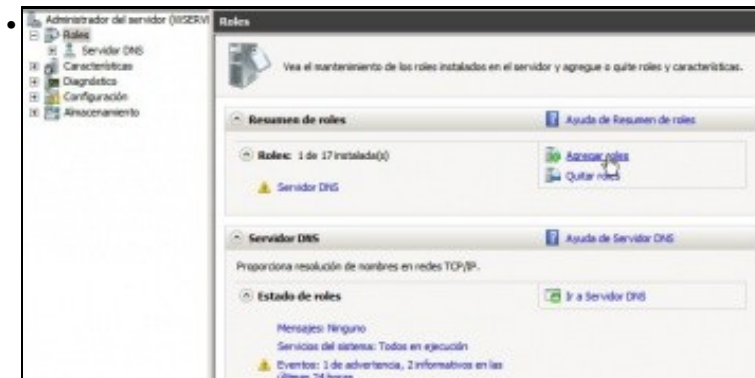 Administrador del servidor (WSERVI
Roles
Servidor DNS
Características
Diagnóstico
Configuración
Almacenamiento
Roles
Vea el mantenimiento de los roles instalados en el servidor y agregue o quite roles y características.
Resumen de roles
Ayuda de Resumen de roles
Roles: 1 de 17 instalada(s)
Agregar roles
Quitar roles
Servidor DNS
Servidor DNS
Ayuda de Servidor DNS
Proporciona resolución de nombres en redes TCP/IP.
Estado de roles
Ir a Servidor DNS
Mensajes: Ninguno
Servicios del sistema: Todos en ejecución
Eventos: 1 de advertencia, 2 informativos en las
últimas 24 horas